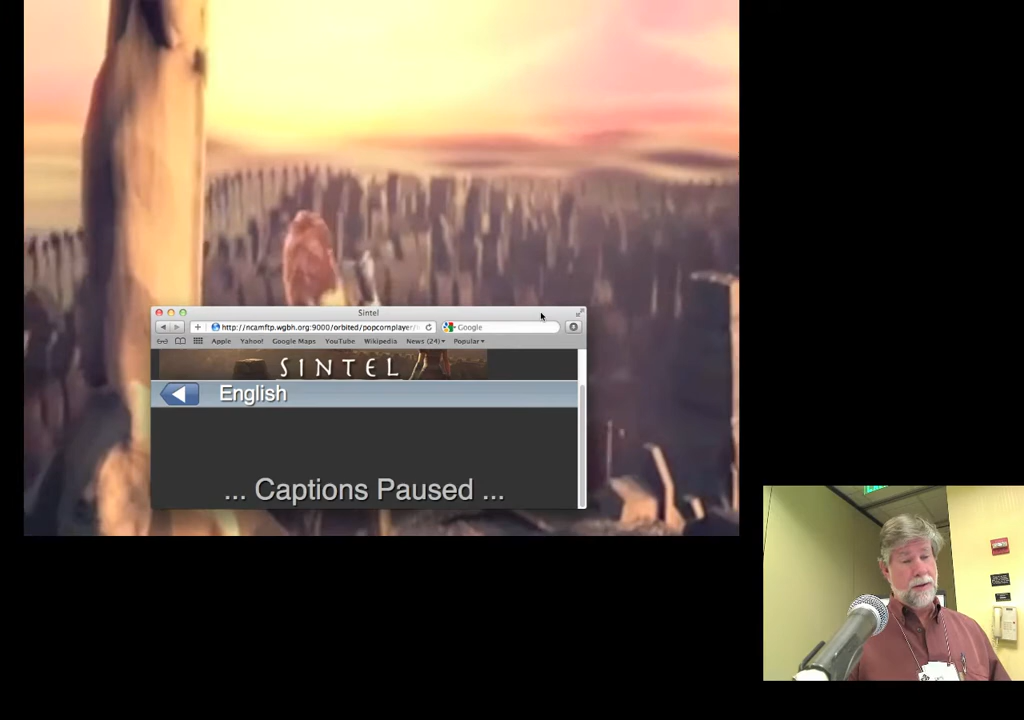 Sintel
http://ncamftp.wgbh.org:9000/orbited/popcornplayer/
Google
Apple Yahoo! Google Maps YouTube Wikipedia News (24) Popular
SINTEL
English
... Captions Paused ...